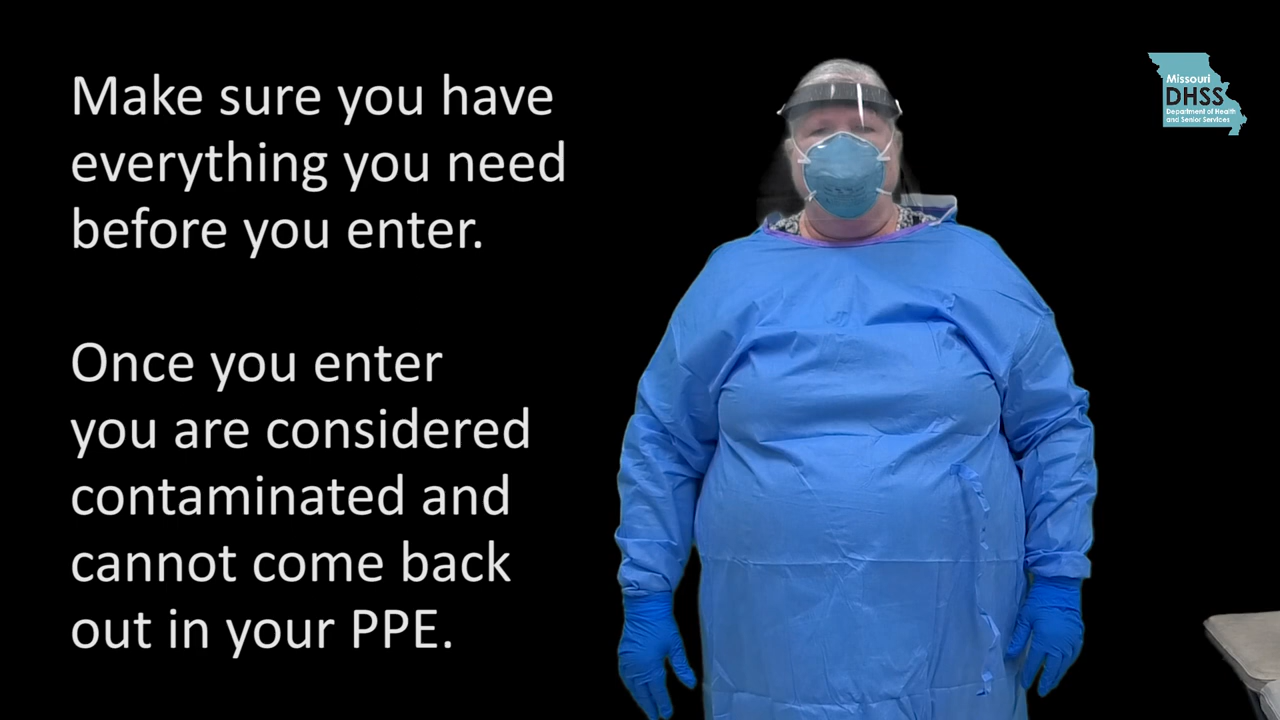 Make sure you have
everything you need
before you enter.
Once you enter
you are considered
contaminated and
cannot come back
out in your PPE.
Missouri
DHSS
Department of Health
and Senior Services